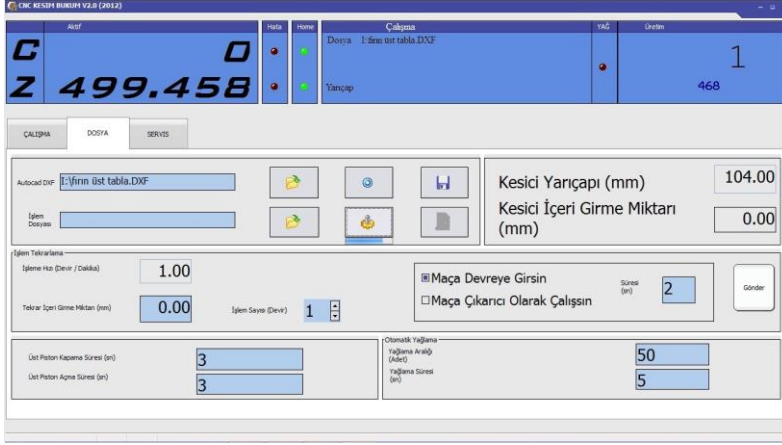 CNC KESIM BUKUM V2.0 (2012)
Aktif
Hata
Home
Çalişma
YAĞ
Üretim
C 0
Dosya I:\fırın üst tabla.DXF
1
Z 499.458
Yarıçap
468
ÇALIŞMA
DOSYA
SERVIS
Autocad DXF
I:\fırın üst tabla.DXF
Kesici Yarıçapı (mm)
104.00
İşlem
Dosyası
Kesici İçeri Girme Miktarı
(mm)
0.00
İşlem Tekrarlama
İşleme Hızı (Devir / Dakika)
1.00
Tekrar İçeri Girme Miktarı (mm)
0.00
İşlem Sayısı (Devir)
1
Maça Devreye Girsin
Maça Çıkarıcı Olarak Çalışsın
Süresi
(sn)
2
Gönder
Üst Piston Kapama Süresi (sn)
3
Üst Piston Açma Süresi (sn)
3
Otomatik Yağlama
Yağlama Aralığı
(Adet)
50
Yağlama Süresi
(sn)
5